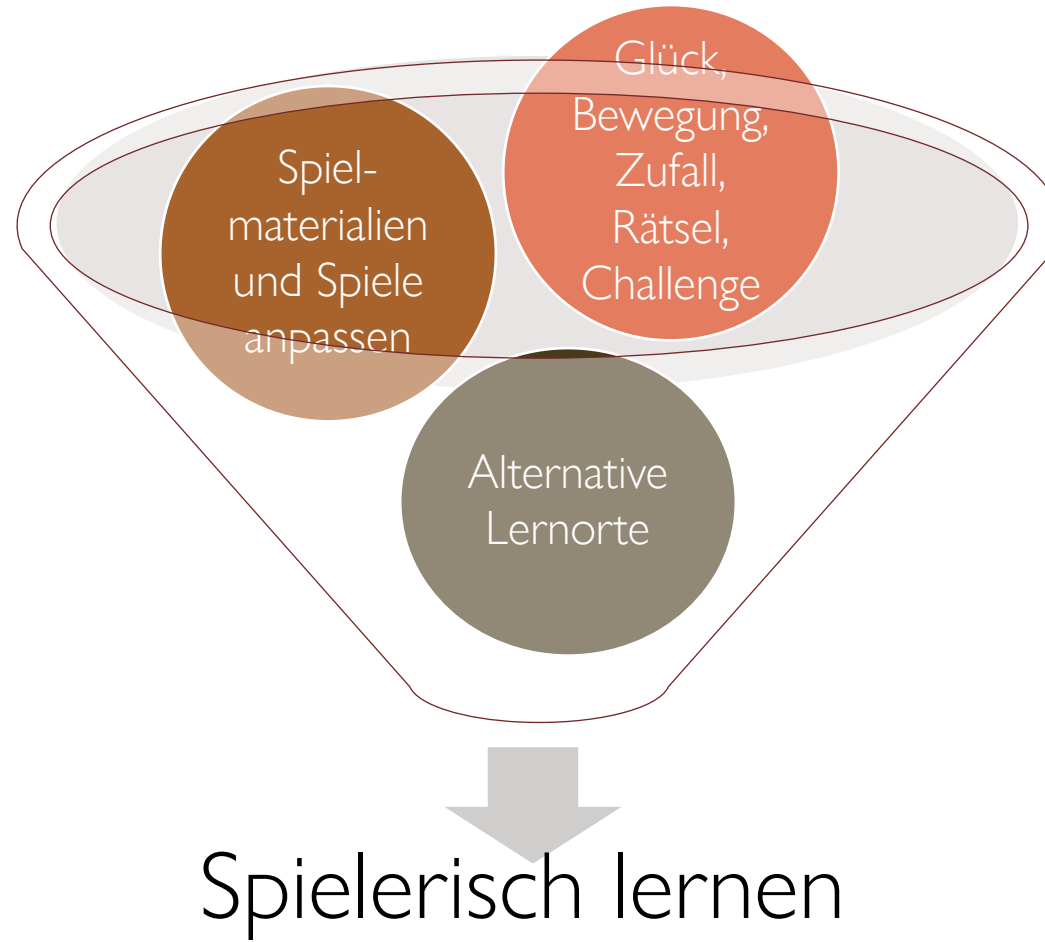 Glück,
Bewegung,
Zufall,
Rätsel,
Challenge
Spiel-
materialien
und Spiele
anpassen
Alternative
Lernorte
Spielerisch lernen